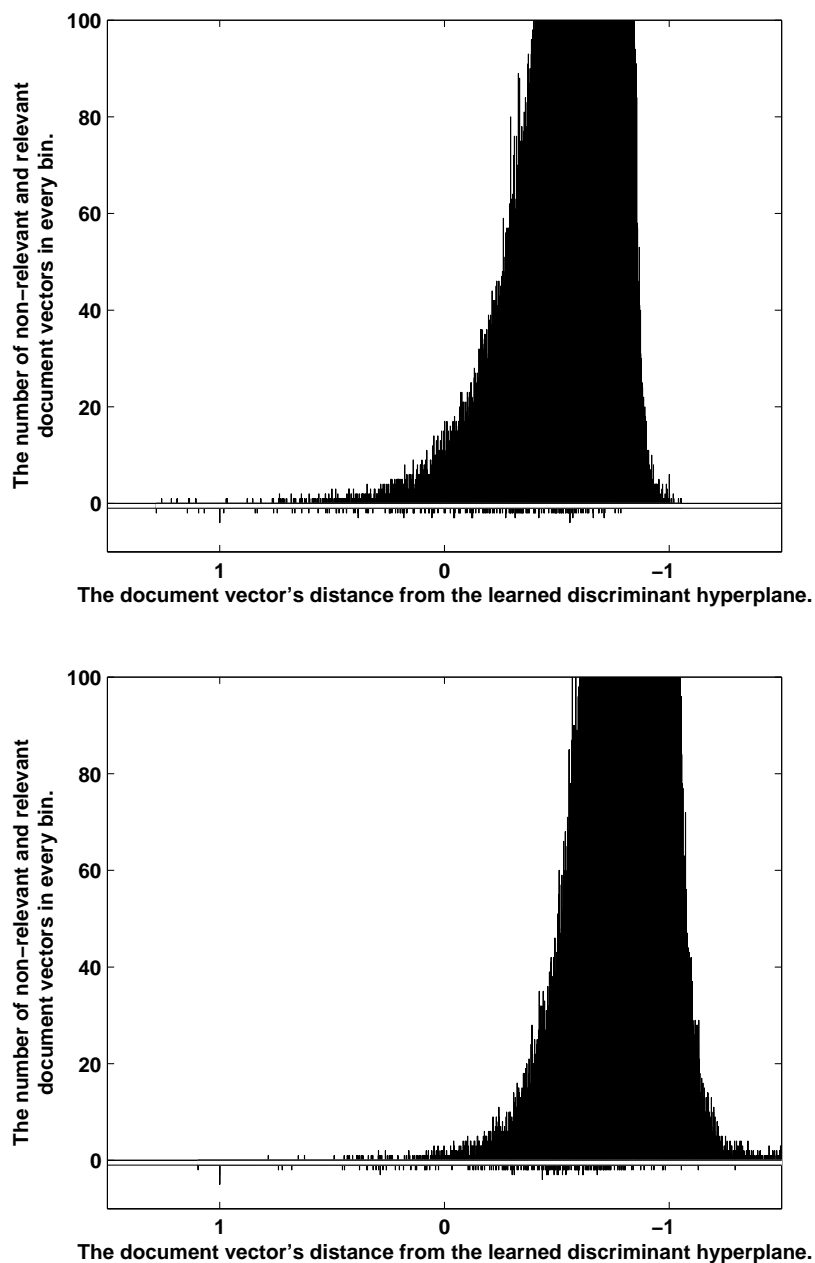 100
80
60
40
20
0
The number of non−relevant and relevant
document vectors in every bin.
1 0 −1
The document vector's distance from the learned discriminant hyperplane.
100
80
60
40
20
0
The number of non−relevant and relevant
document vectors in every bin.
1 0 −1
The document vector's distance from the learned discriminant hyperplane.